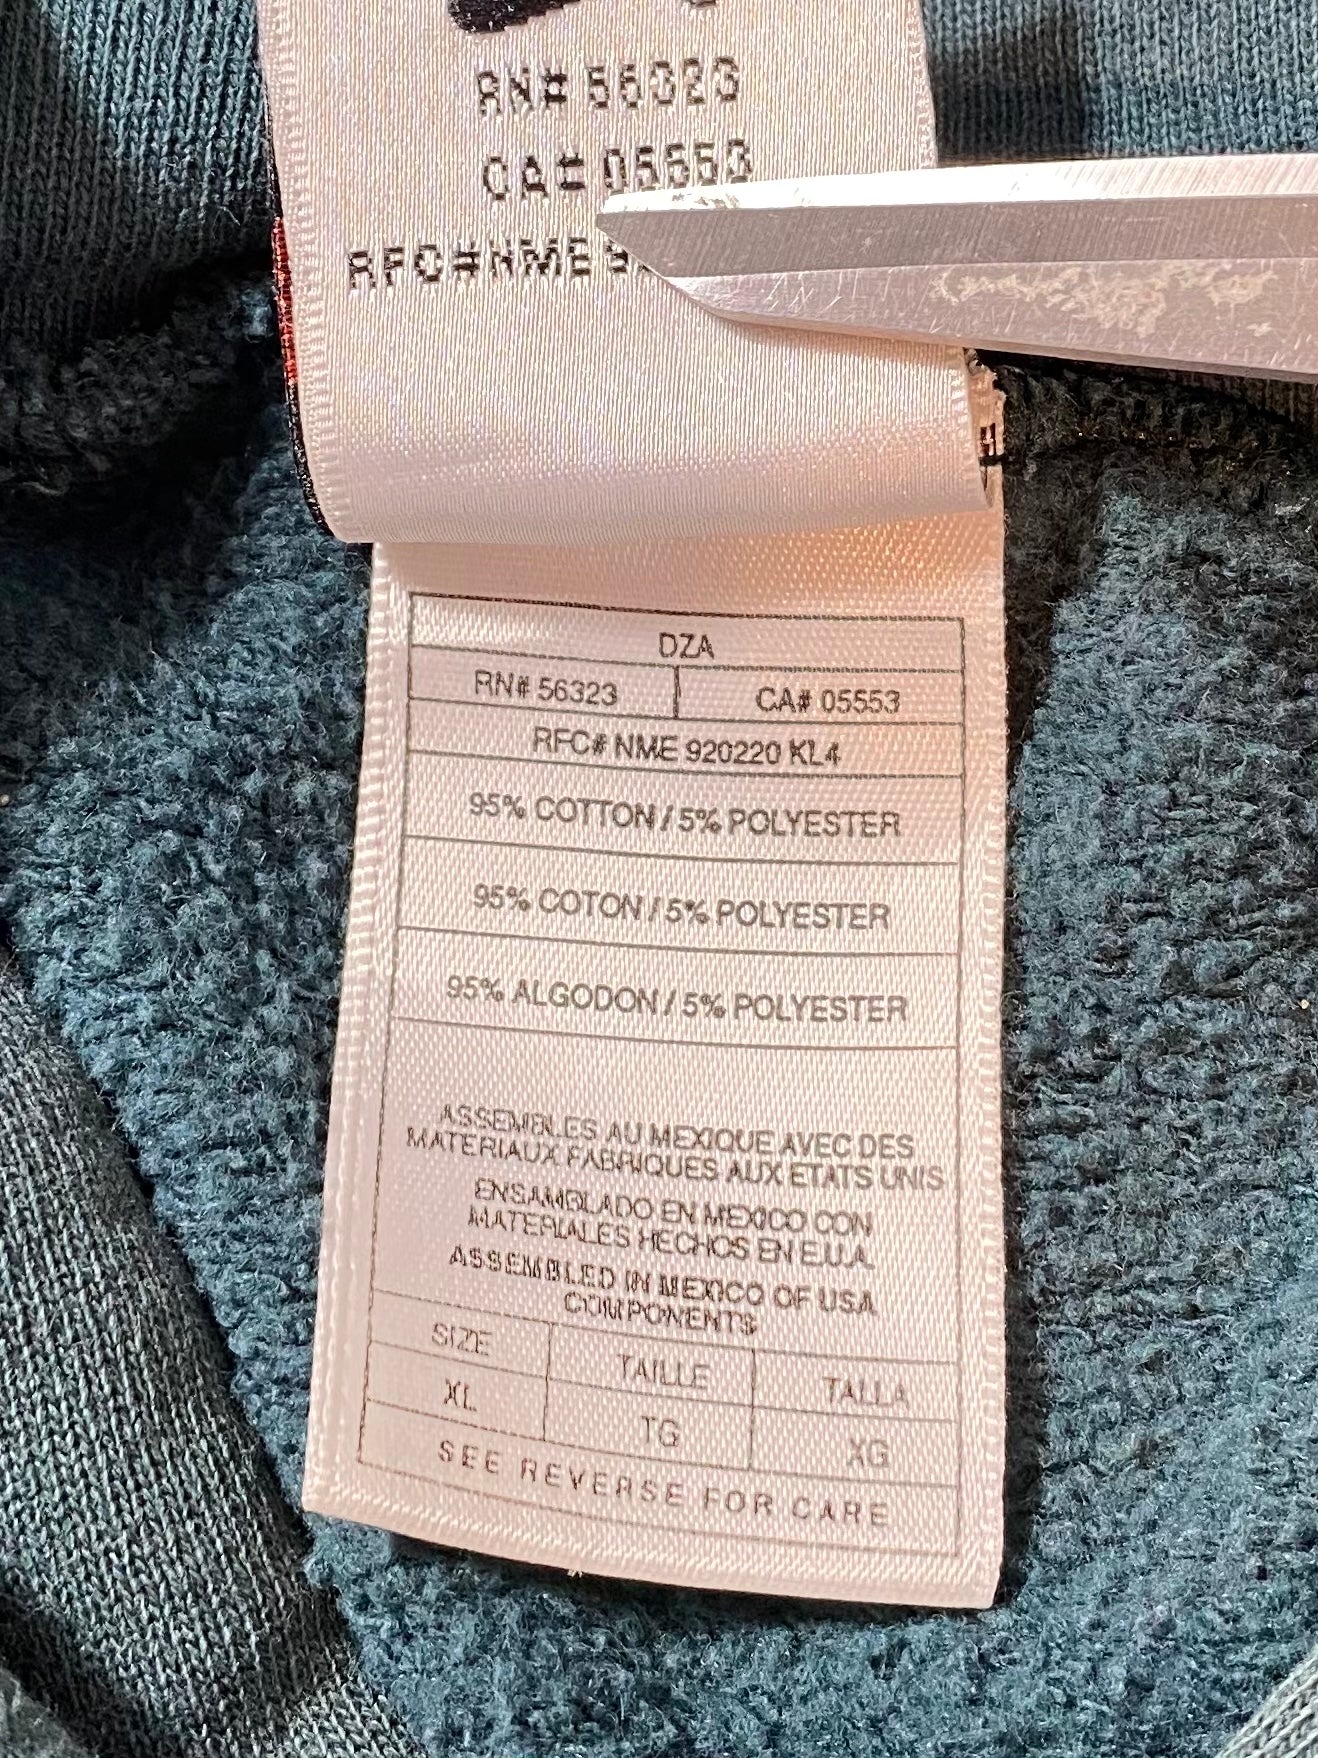 RN# 56323
CA# 05553
RFC#NME 9
DZA
RN# 56323 CA# 05553
RFC# NME 920220 KL4
95% COTTON / 5% POLYESTER
95% COTON / 5% POLYESTER
95% ALGODON / 5% POLYESTER
ASSEMBLES AU MEXIQUE AVEC DES
MATERIAUX FABRIQUES AUX ETATS UNIS
ENSAMBLADO EN MEXICO CON
MATERIALES HECHOS EN E.U.A.
ASSEMBLED IN MEXICO OF USA
COMPONENTS
SIZE TAILLE TALLA
XL TG XG
SEE REVERSE FOR CARE